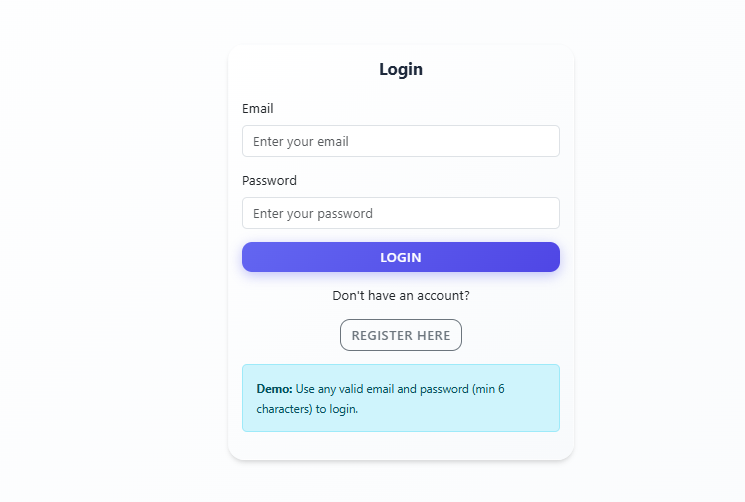 Login
Email
Enter your email
Password
Enter your password
LOGIN
Don't have an account?
REGISTER HERE
Demo: Use any valid email and password (min 6
characters) to login.